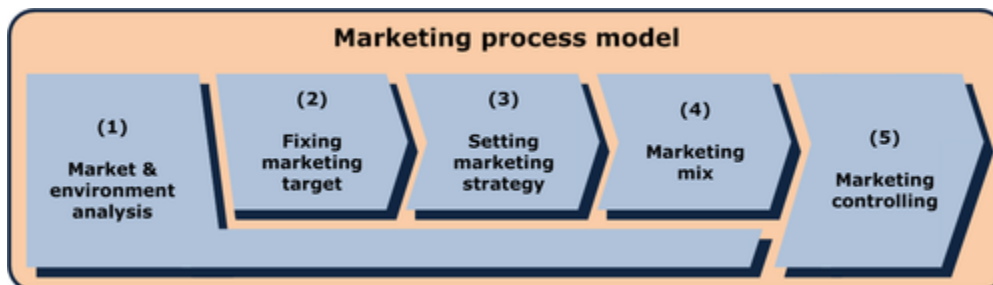 Marketing process model
(1)
Market &
environment
analysis
(2)
Fixing
marketing
target
(3)
Setting
marketing
strategy
(4)
Marketing
mix
(5)
Marketing
controlling